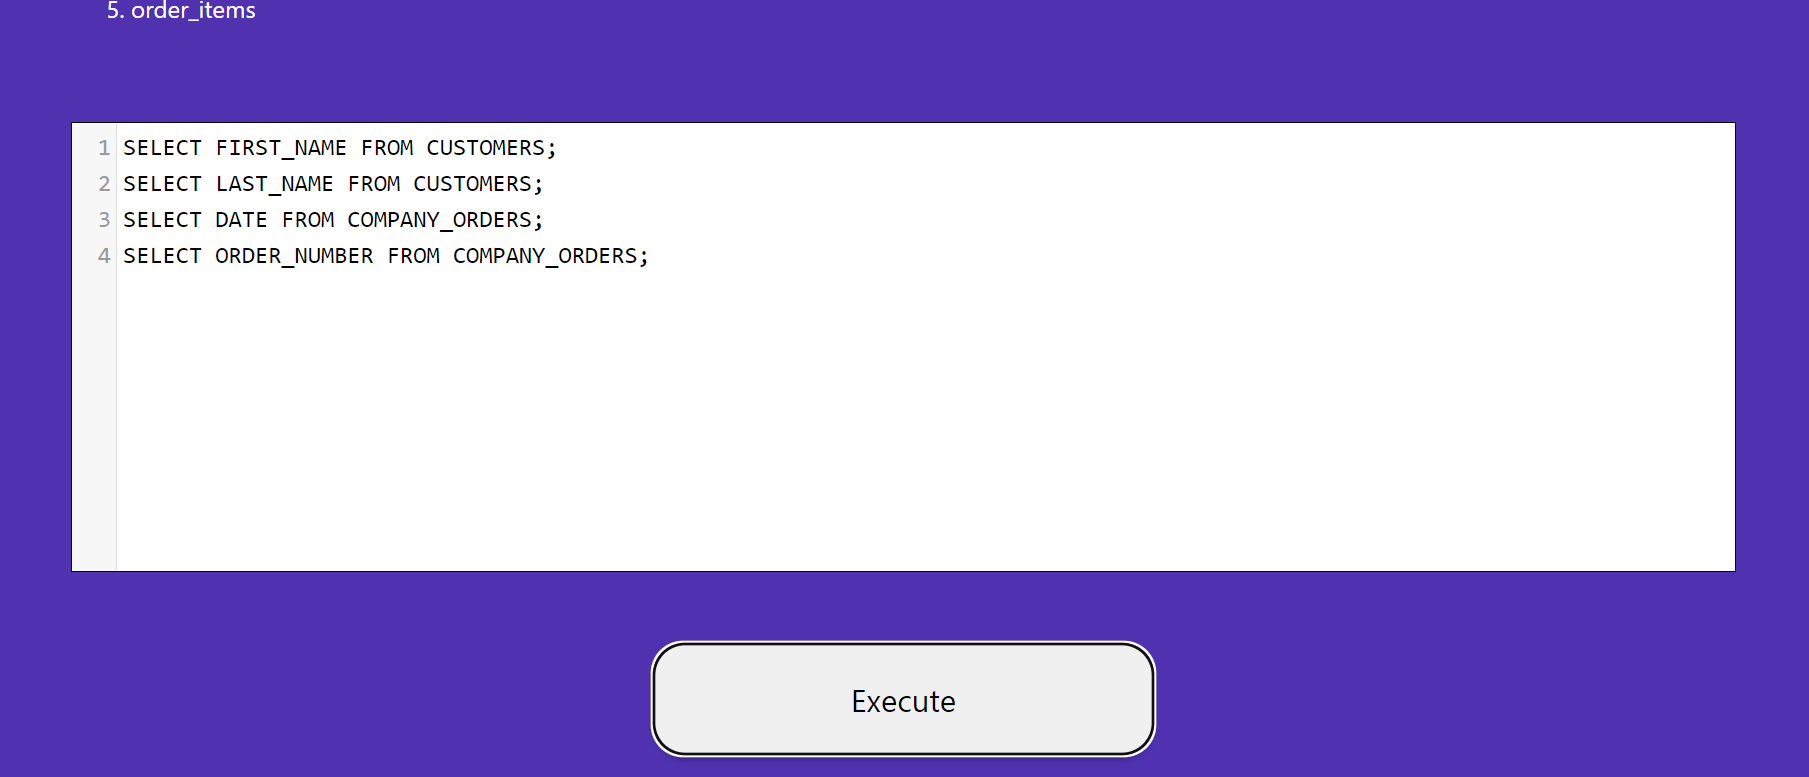 5. order_items
1 SELECT FIRST_NAME FROM CUSTOMERS;
2 SELECT LAST_NAME FROM CUSTOMERS;
3 SELECT DATE FROM COMPANY_ORDERS;
4 SELECT ORDER_NUMBER FROM COMPANY_ORDERS;
Execute